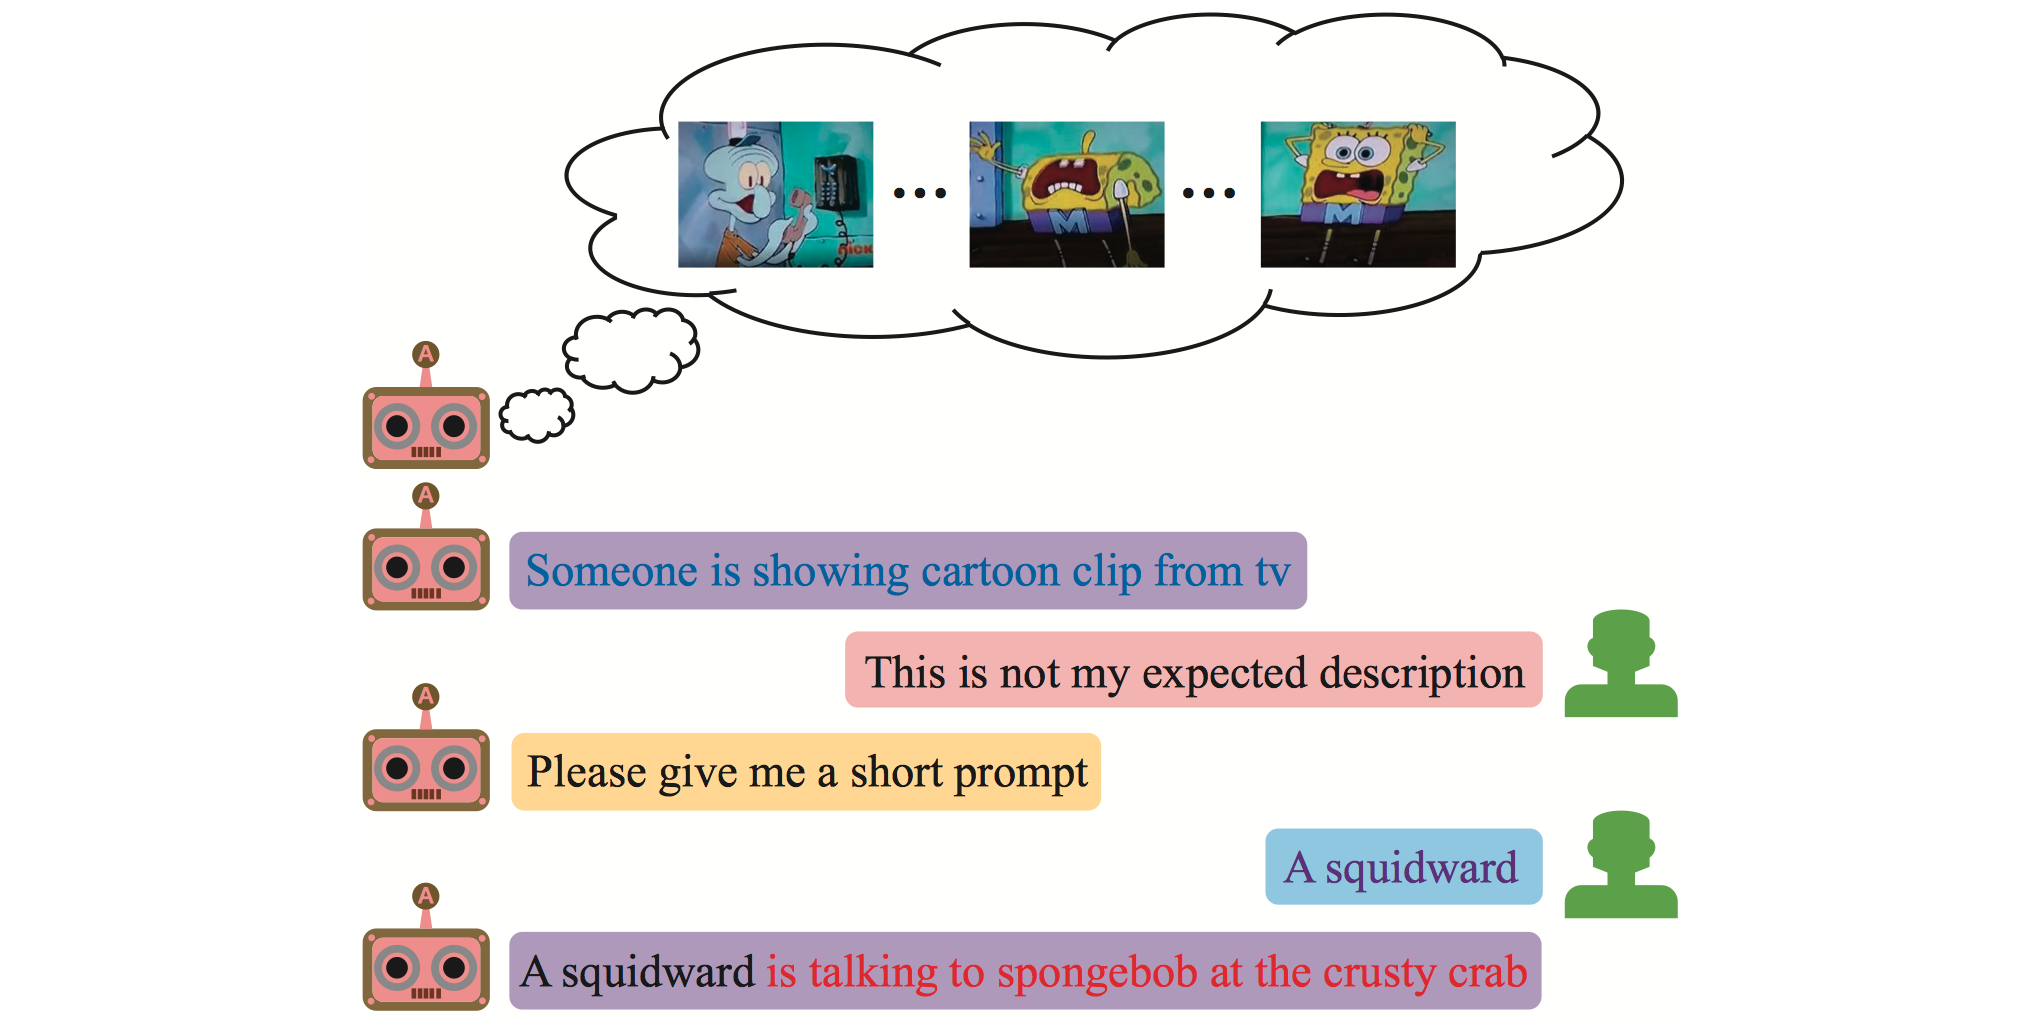 nick
M
M
A
A
Someone is showing cartoon clip from tv
This is not my expected description
A
Please give me a short prompt
A squidward
A
A squidward is talking to spongebob at the crusty crab